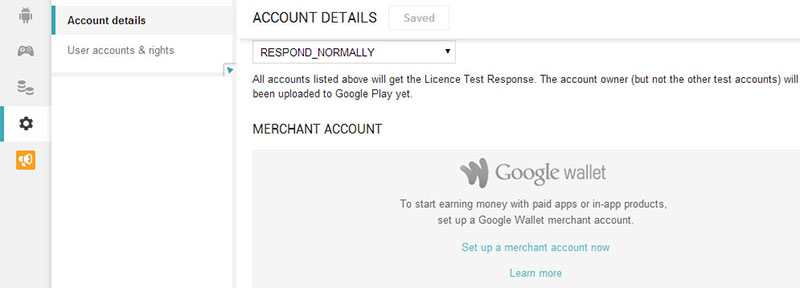 Account details
User accounts & rights
ACCOUNT DETAILS
Saved
RESPOND_NORMALLY
All accounts listed above will get the Licence Test Response. The account owner (but not the other test accounts) will
been uploaded to Google Play yet.
MERCHANT ACCOUNT
Google wallet
To start earning money with paid apps or in-app products,
set up a Google Wallet merchant account.
Set up a merchant account now
Learn more